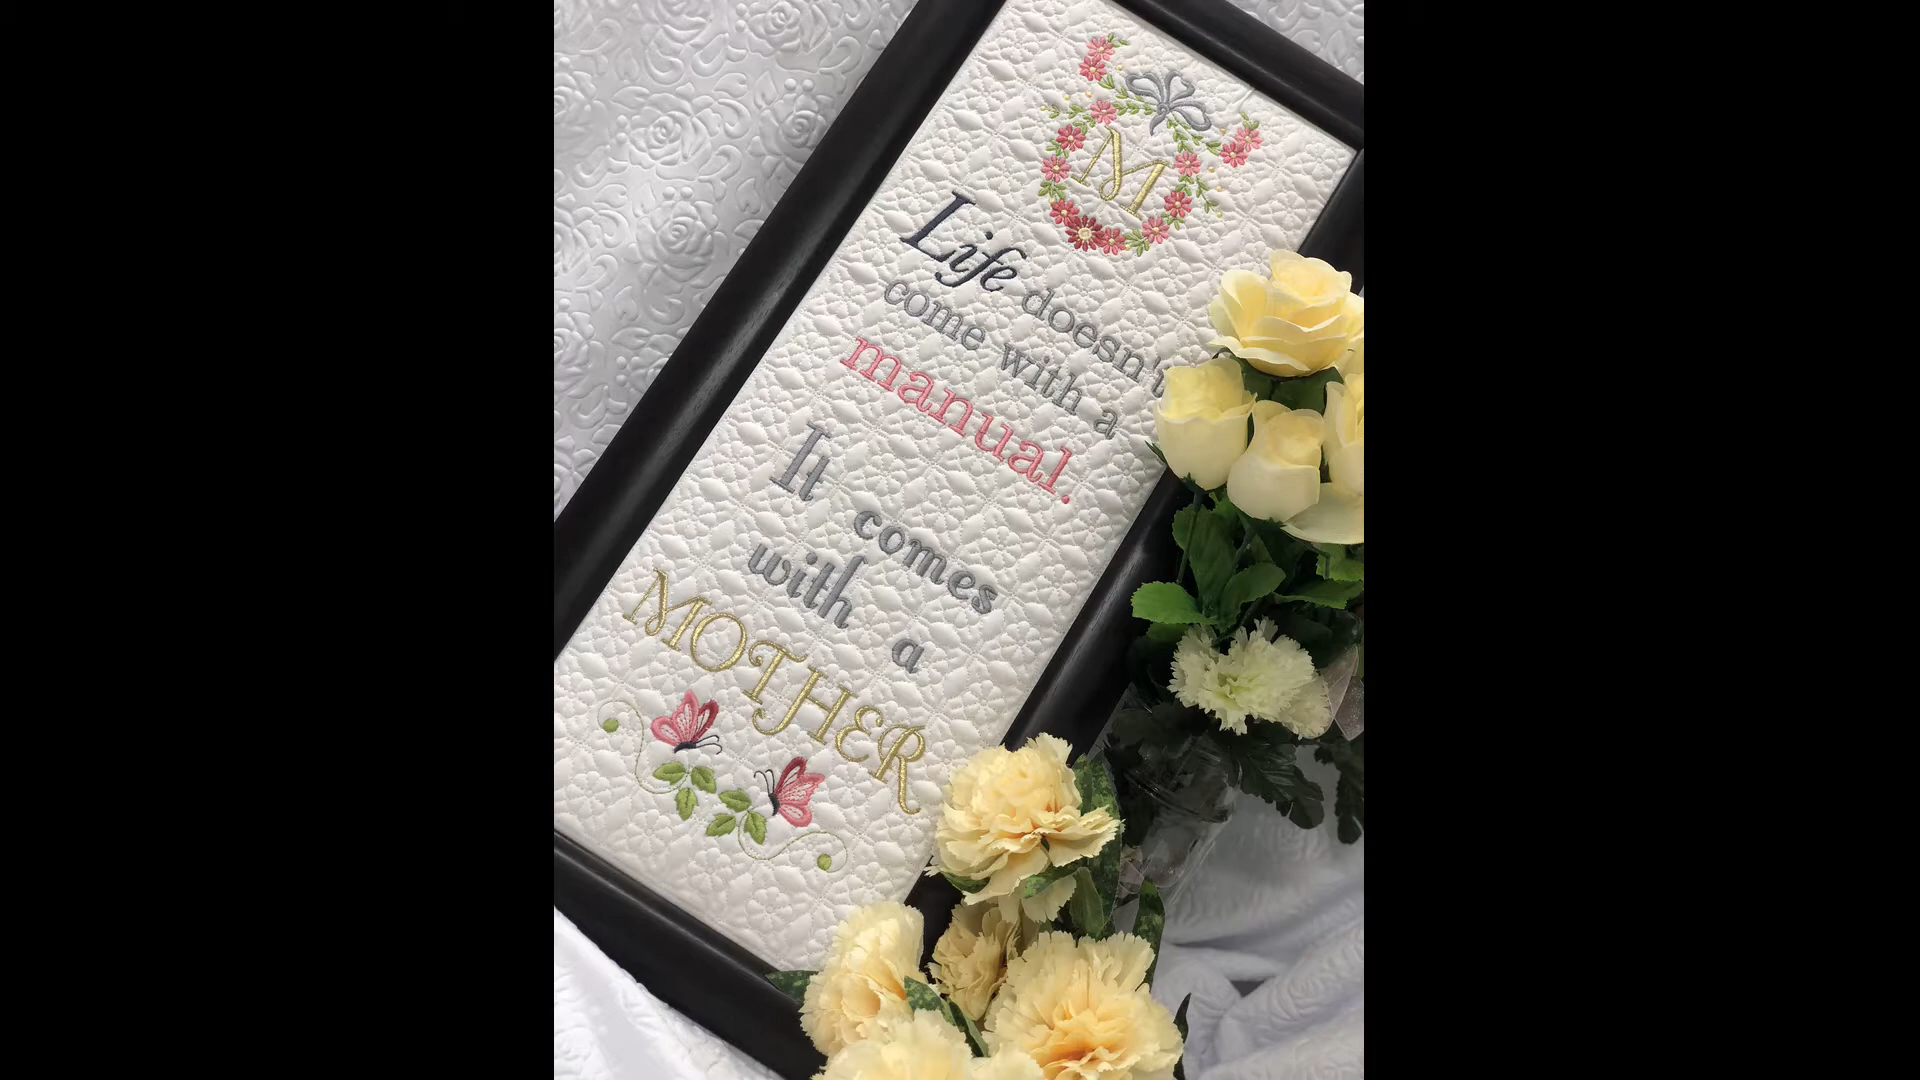 M
Life doesn't
come with a
manual.
It comes
with a
MOTHER